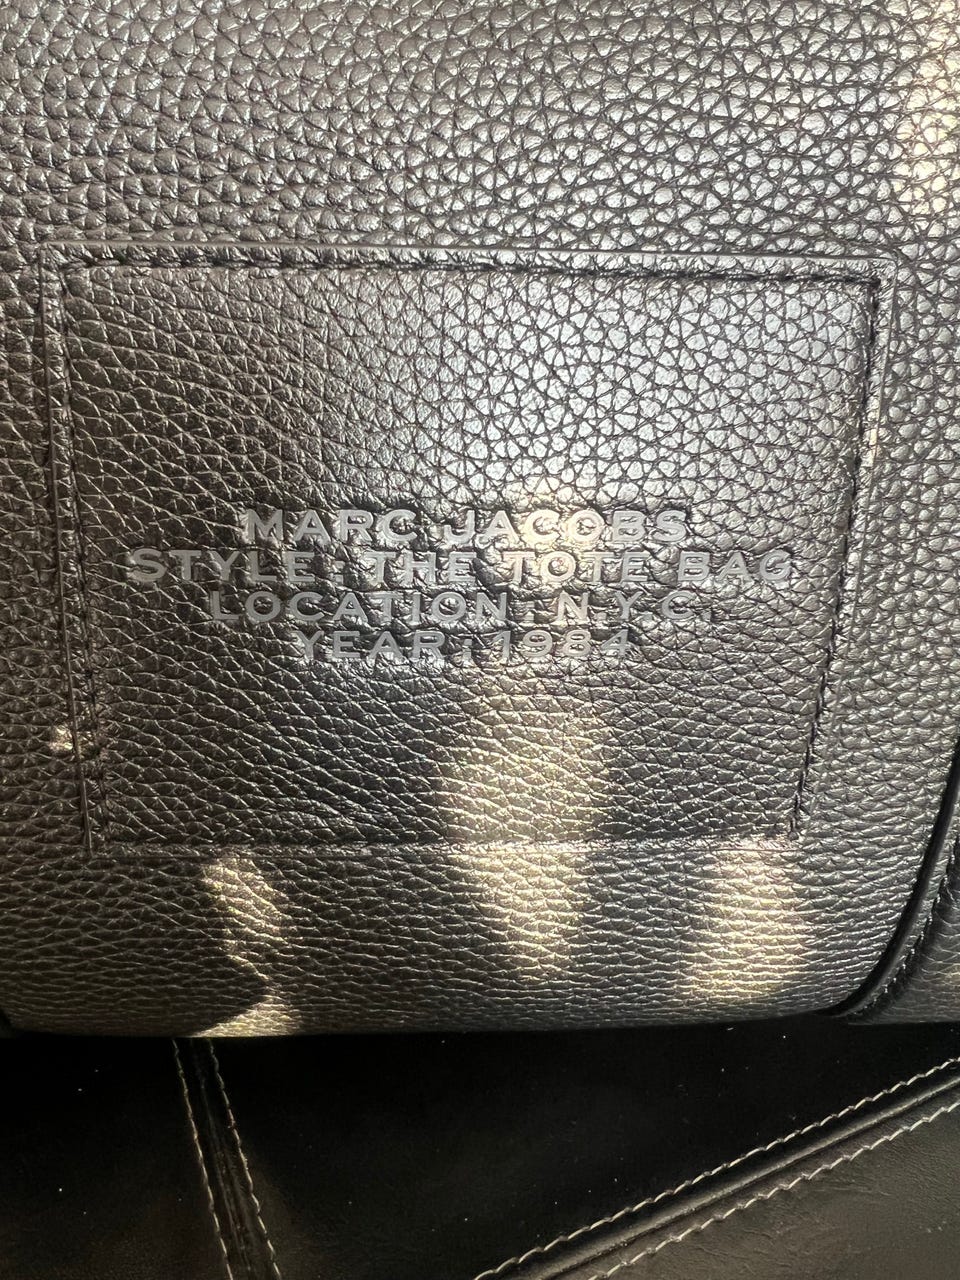 MARC JACOBS
STYLE: THE TOTE BAG
LOCATION: N.Y.C.
YEAR: 1984